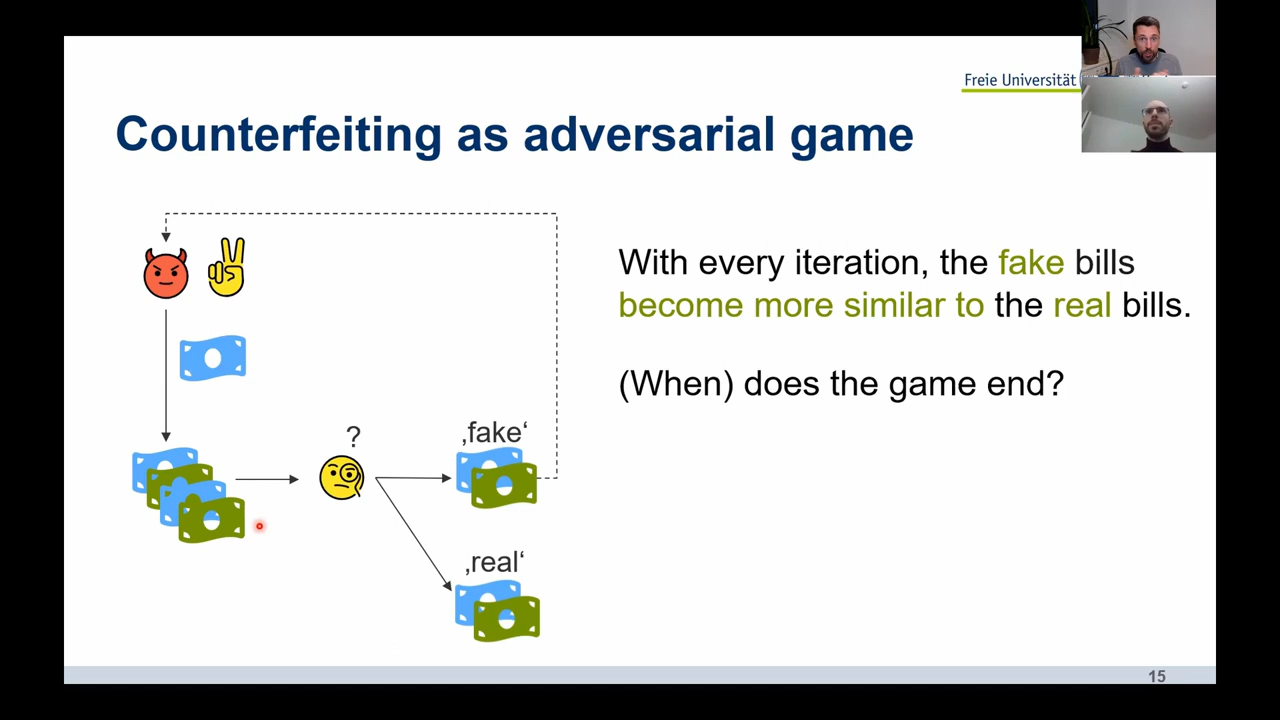 Freie Universität
Counterfeiting as adversarial game
With every iteration, the fake bills
become more similar to the real bills.
(When) does the game end?
?
‚fake‘
‚real‘
15